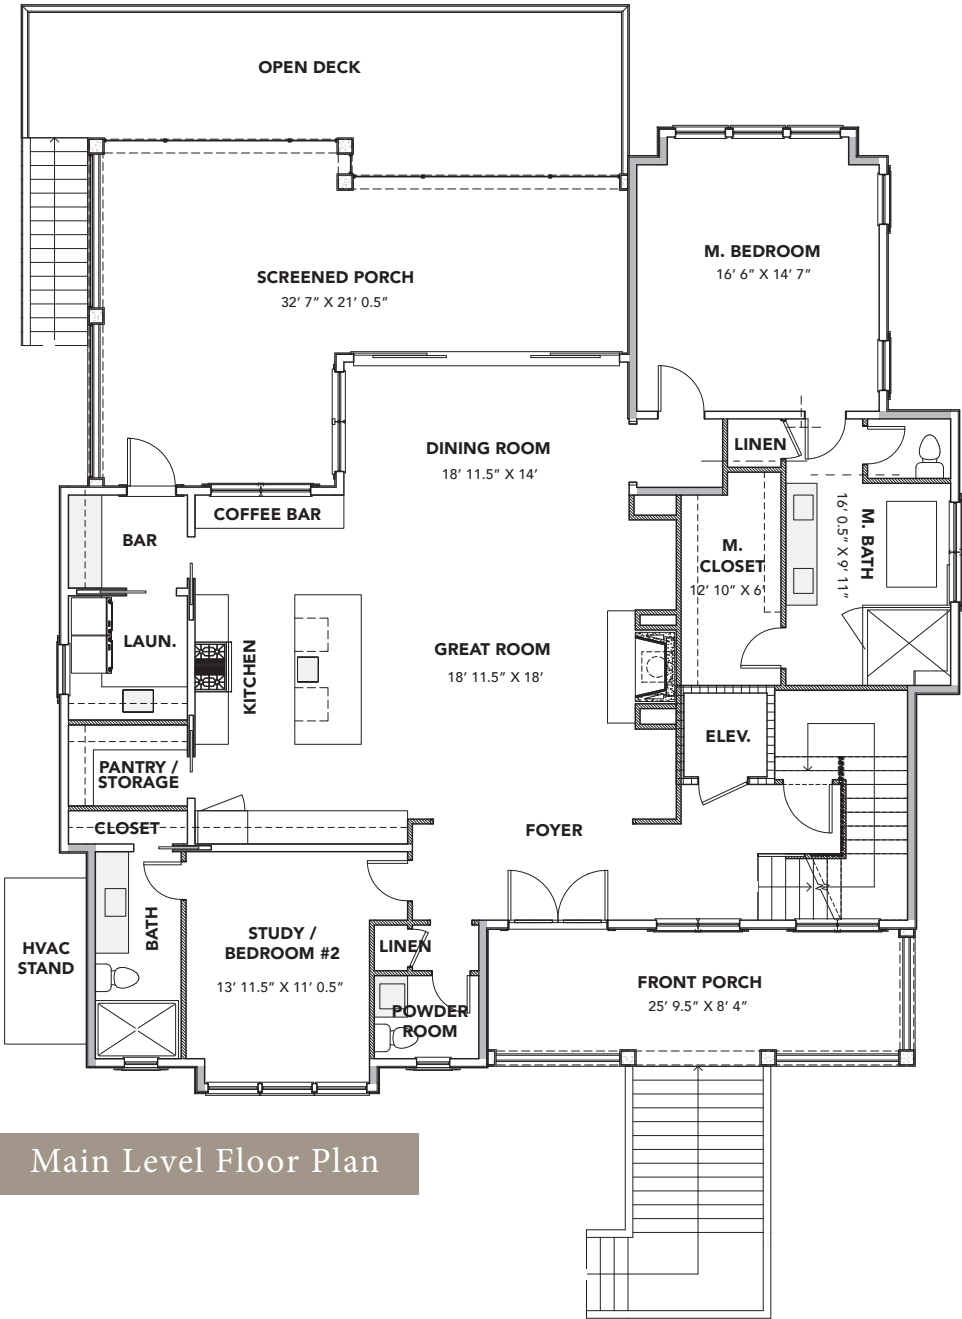 OPEN DECK
M. BEDROOM
16' 6" X 14' 7"
SCREENED PORCH
32' 7" X 21' 0.5"
DINING ROOM
18' 11.5" X 14'
LINEN
COFFEE BAR
BAR
M.
CLOSET
12' 10" X 6'
M. BATH
16' 0.5" X 9' 11"
LAUN.
KITCHEN
GREAT ROOM
18' 11.5" X 18'
ELEV.
PANTRY /
STORAGE
CLOSET
FOYER
BATH
STUDY /
BEDROOM #2
13' 11.5" X 11' 0.5"
LINEN
HVAC
STAND
POWDER
ROOM
FRONT PORCH
25' 9.5" X 8' 4"
Main Level Floor Plan